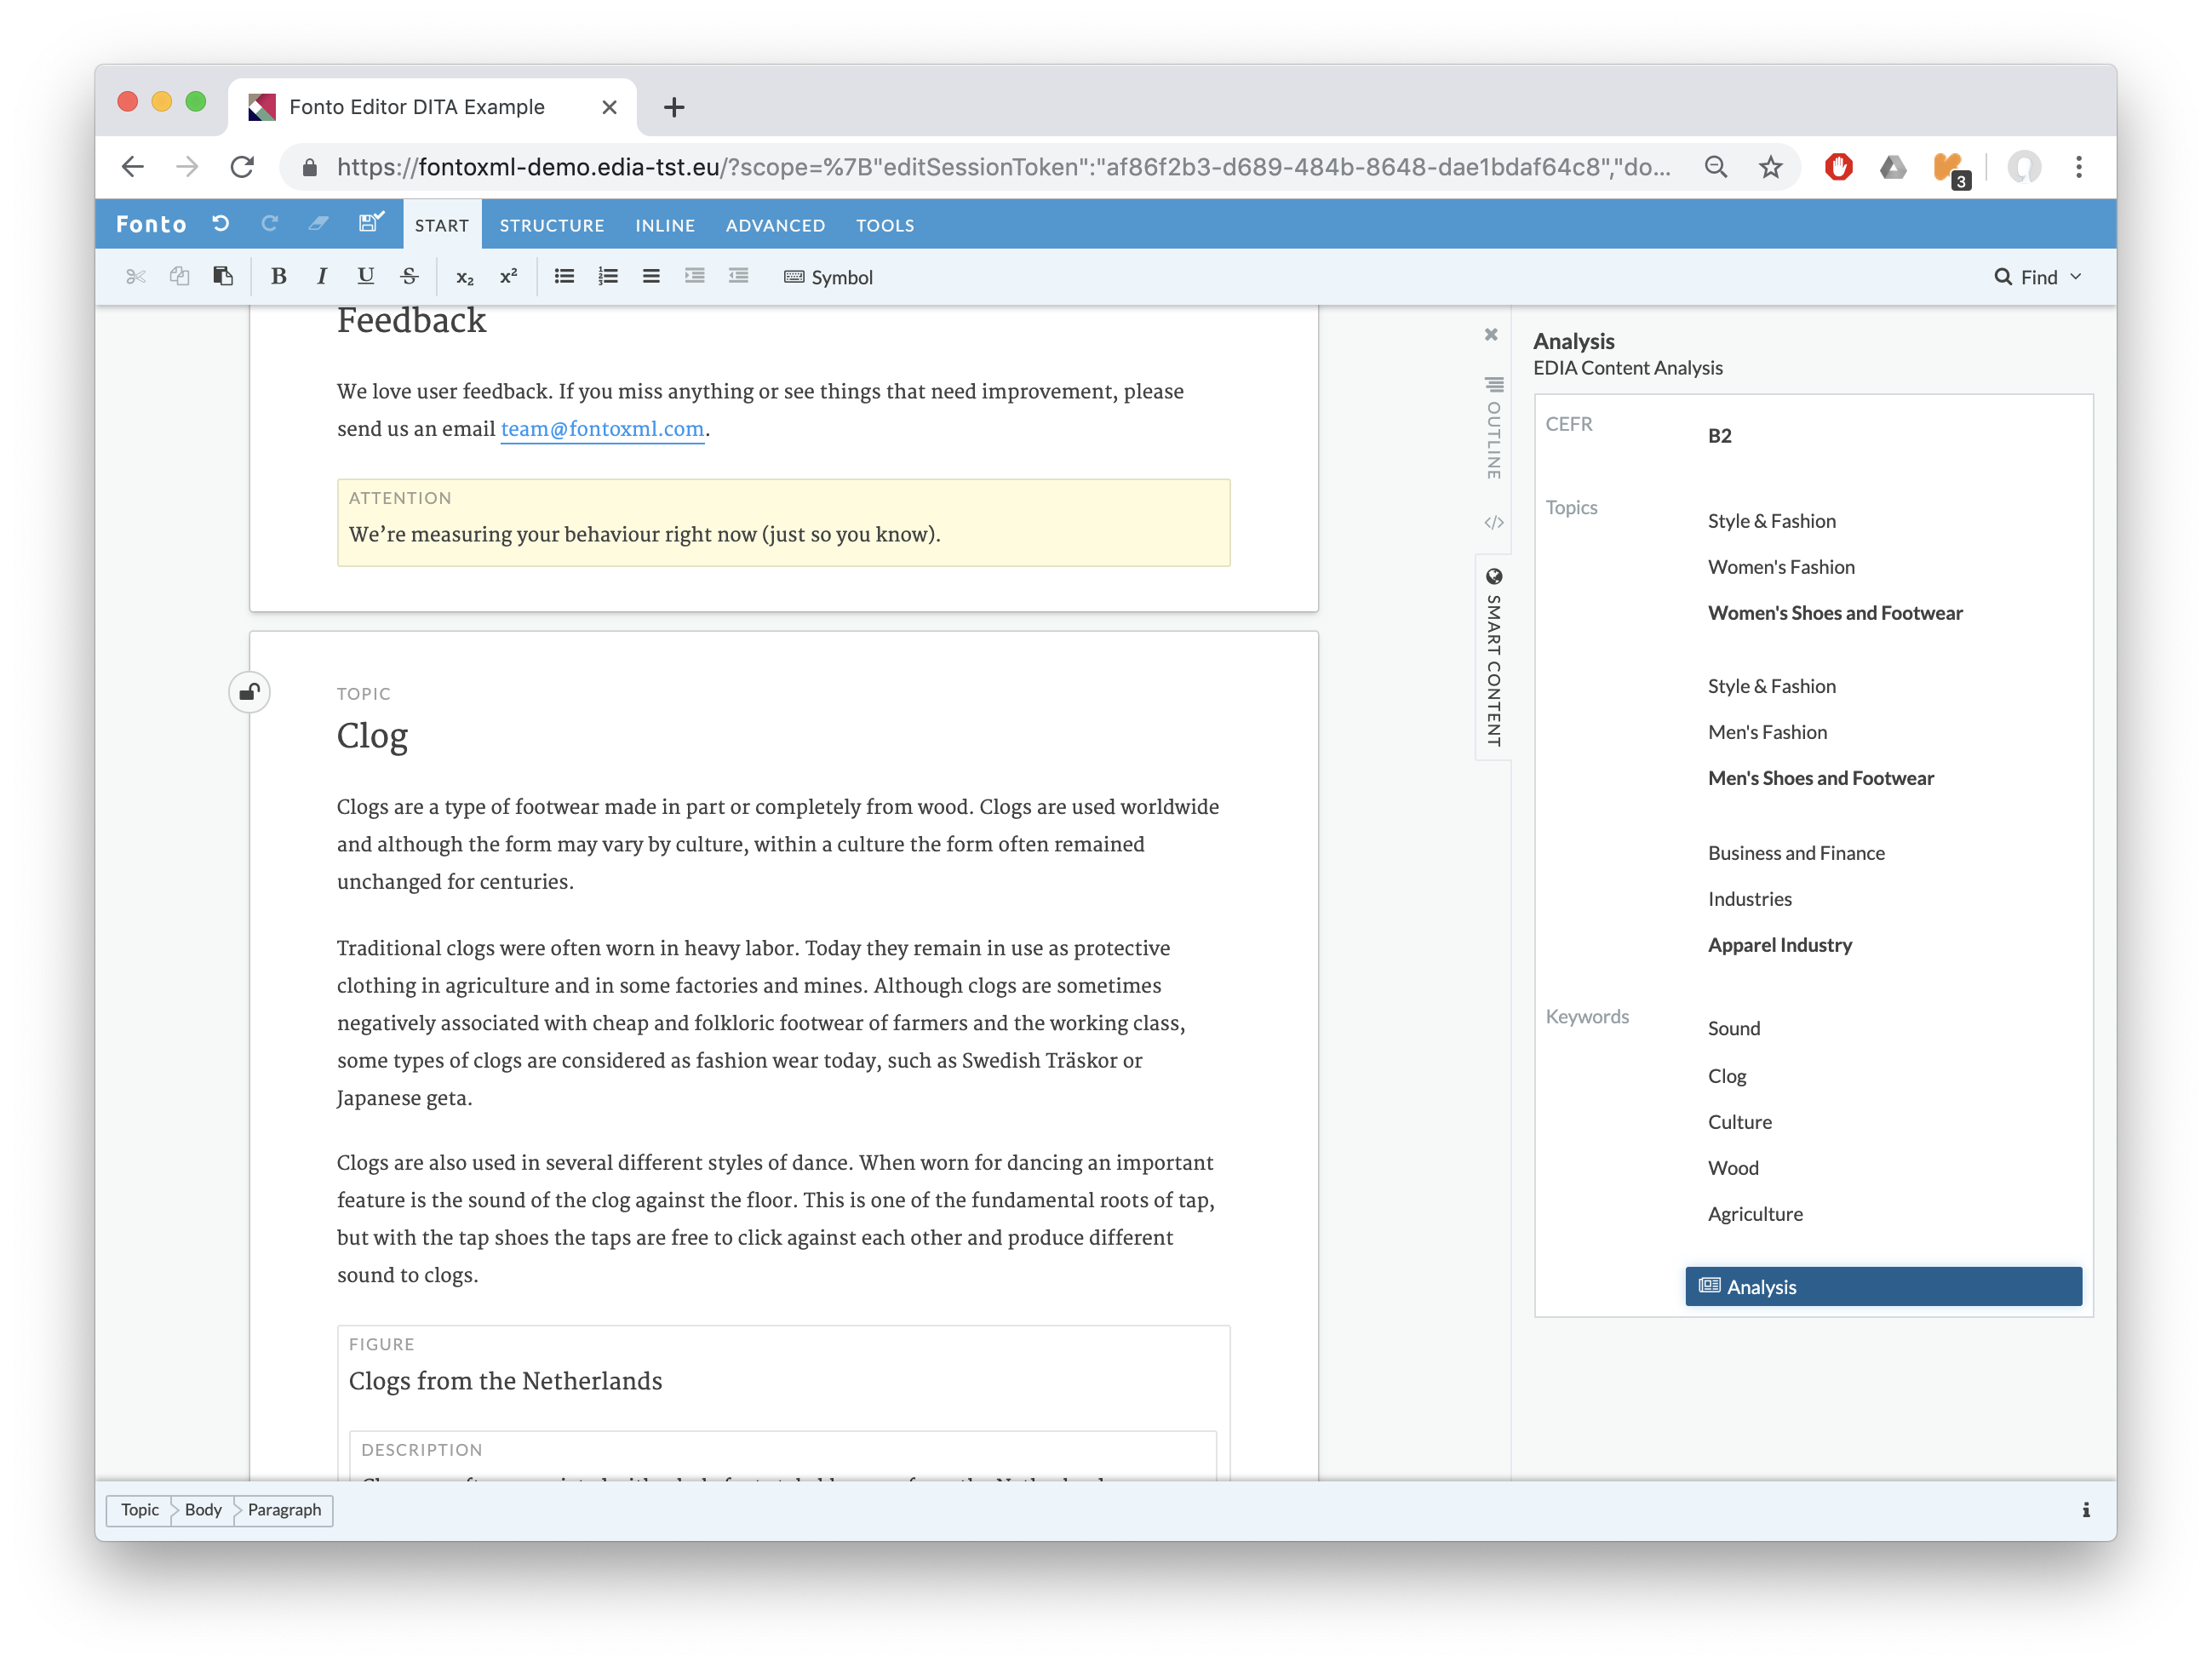 Fonto Editor DITA Example
https://fontoxml-demo.edia-tst.eu/?scope=%7B"editSessionToken":"af86f2b3-d689-484b-8648-dae1bdaf64c8","do...
3
Fonto
START
STRUCTURE
INLINE
ADVANCED
TOOLS
B I U S x₂ x²
Symbol
Find
Feedback
We love user feedback. If you miss anything or see things that need improvement, please
send us an email team@fontoxml.com.
ATTENTION
We’re measuring your behaviour right now (just so you know).
TOPIC
Clog
Clogs are a type of footwear made in part or completely from wood. Clogs are used worldwide
and although the form may vary by culture, within a culture the form often remained
unchanged for centuries.
Traditional clogs were often worn in heavy labor. Today they remain in use as protective
clothing in agriculture and in some factories and mines. Although clogs are sometimes
negatively associated with cheap and folkloric footwear of farmers and the working class,
some types of clogs are considered as fashion wear today, such as Swedish Träskor or
Japanese geta.
Clogs are also used in several different styles of dance. When worn for dancing an important
feature is the sound of the clog against the floor. This is one of the fundamental roots of tap,
but with the tap shoes the taps are free to click against each other and produce different
sound to clogs.
FIGURE
Clogs from the Netherlands
DESCRIPTION
OUTLINE
</>
SMART CONTENT
Analysis
EDIA Content Analysis
CEFR
B2
Topics
Style & Fashion
Women's Fashion
Women's Shoes and Footwear
Style & Fashion
Men's Fashion
Men's Shoes and Footwear
Business and Finance
Industries
Apparel Industry
Keywords
Sound
Clog
Culture
Wood
Agriculture
Analysis
Topic
Body
Paragraph